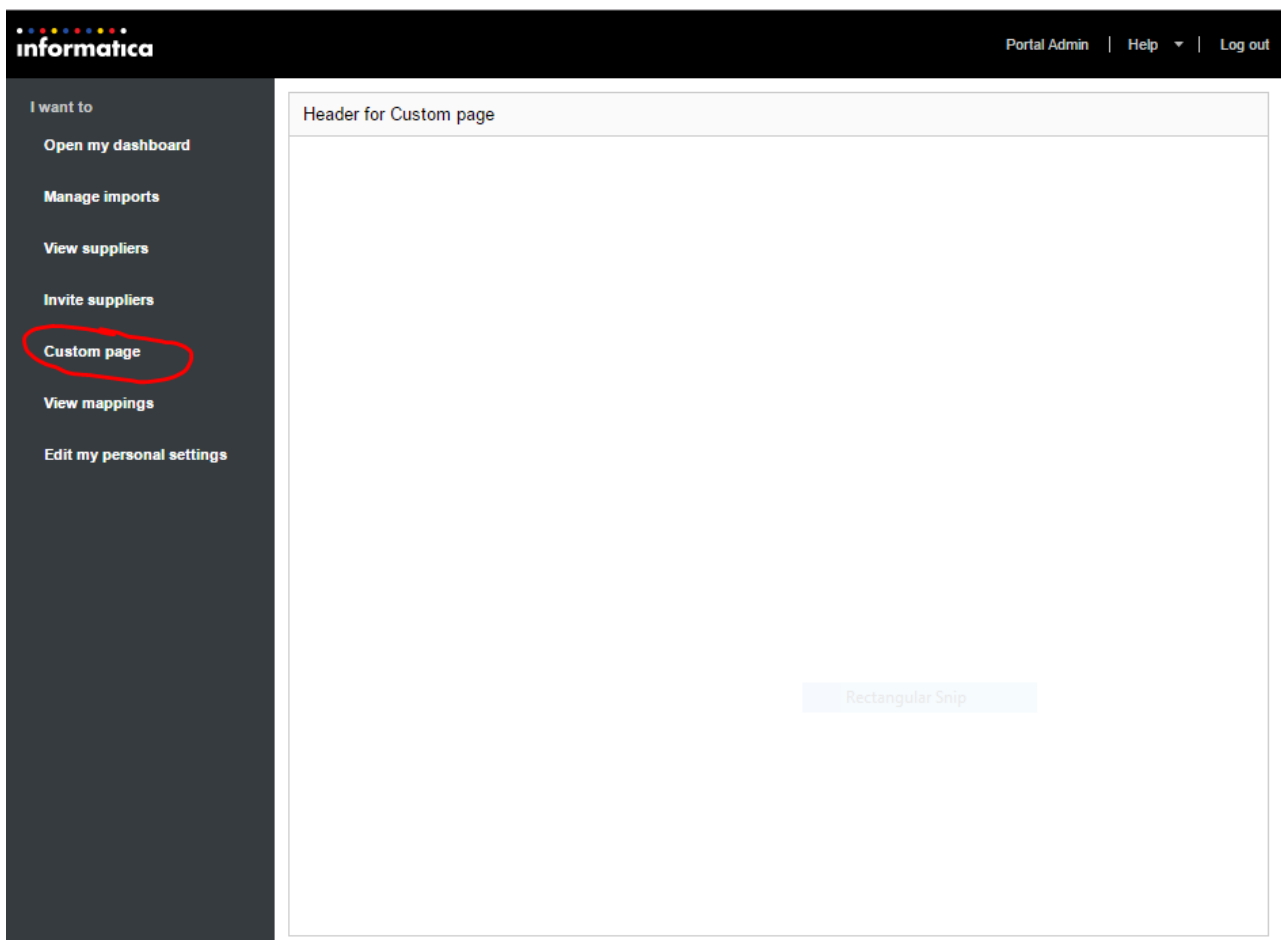 informatica
Portal Admin | Help | Log out
I want to
Open my dashboard
Manage imports
View suppliers
Invite suppliers
Custom page
View mappings
Edit my personal settings
Header for Custom page
Rectangular Snip